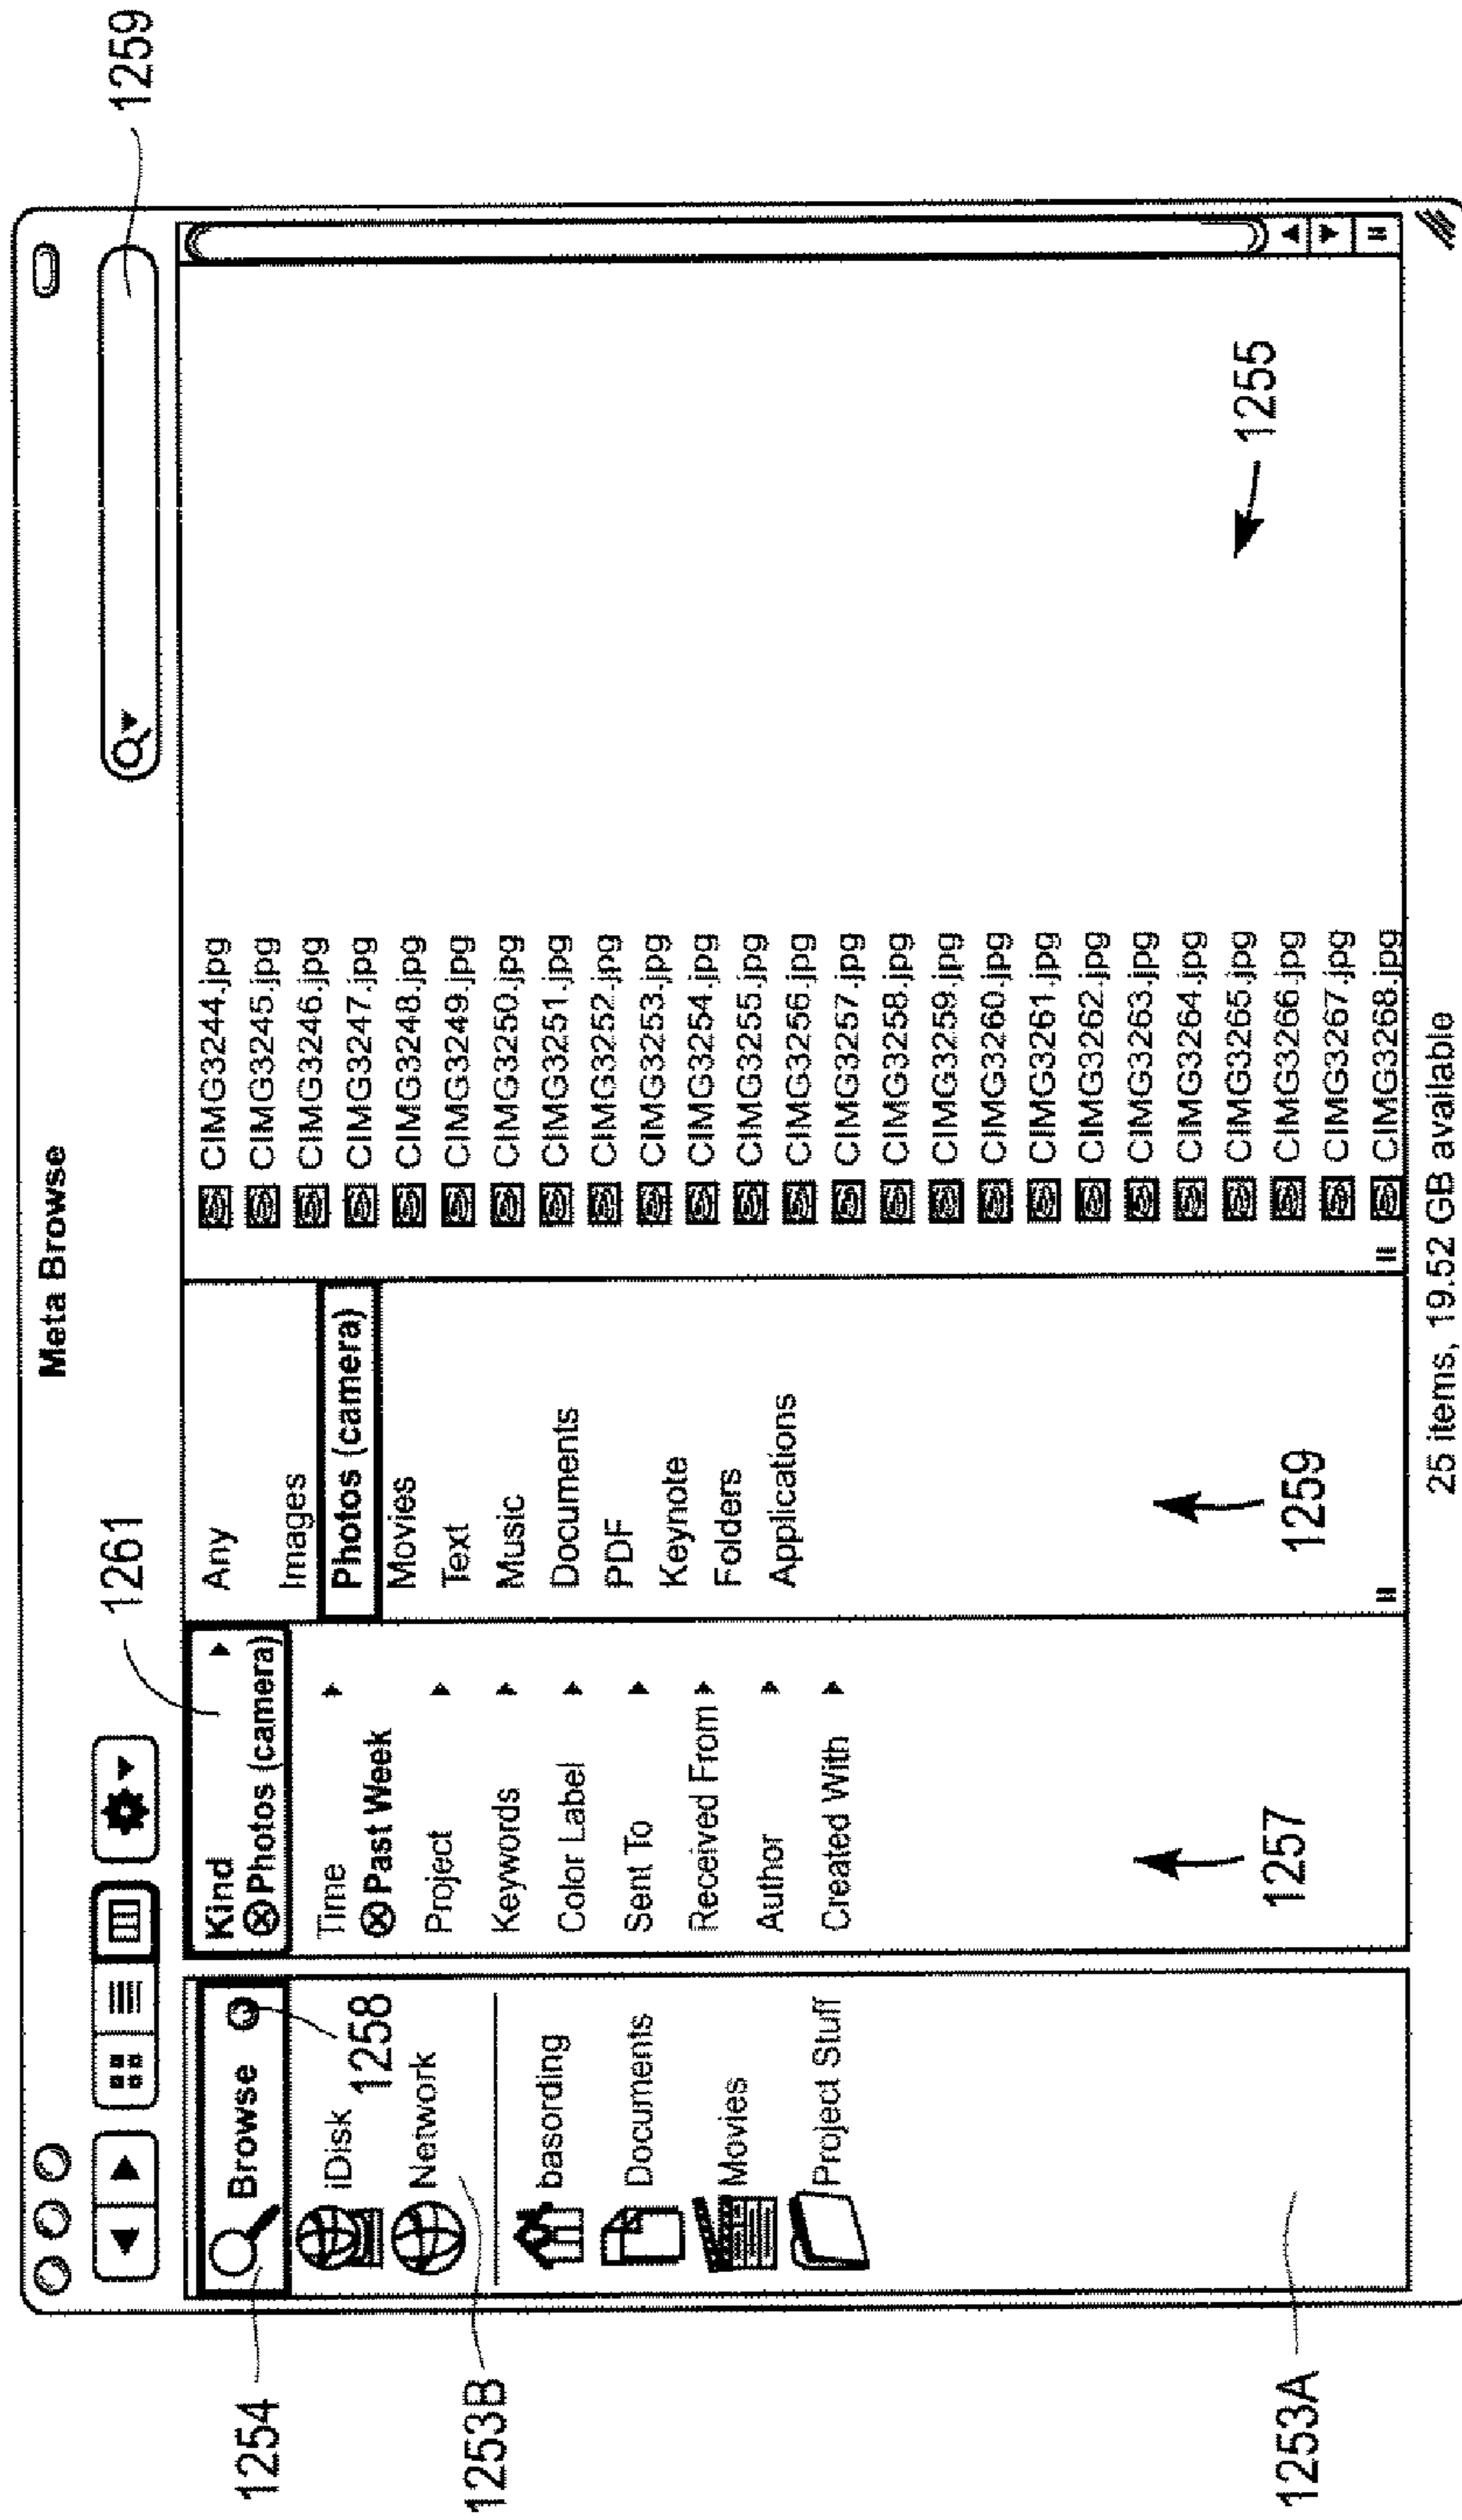 Meta Browse
1261
1259
1254
Browse
1258
iDisk
Network
1253B
basording
Documents
Movies
Project Stuff
1253A
Kind
Photos (camera)
Time
Past Week
Project
Keywords
Color Label
Sent To
Received From
Author
Created With
1257
Any
Images
Photos (camera)
Movies
Text
Music
Documents
PDF
Keynote
Folders
Applications
1259
CIMG3244.jpg
CIMG3245.jpg
CIMG3246.jpg
CIMG3247.jpg
CIMG3248.jpg
CIMG3249.jpg
CIMG3250.jpg
CIMG3251.jpg
CIMG3252.jpg
CIMG3253.jpg
CIMG3254.jpg
CIMG3255.jpg
CIMG3256.jpg
CIMG3257.jpg
CIMG3258.jpg
CIMG3259.jpg
CIMG3260.jpg
CIMG3261.jpg
CIMG3262.jpg
CIMG3263.jpg
CIMG3264.jpg
CIMG3265.jpg
CIMG3266.jpg
CIMG3267.jpg
CIMG3268.jpg
1255
25 items, 19.52 GB available